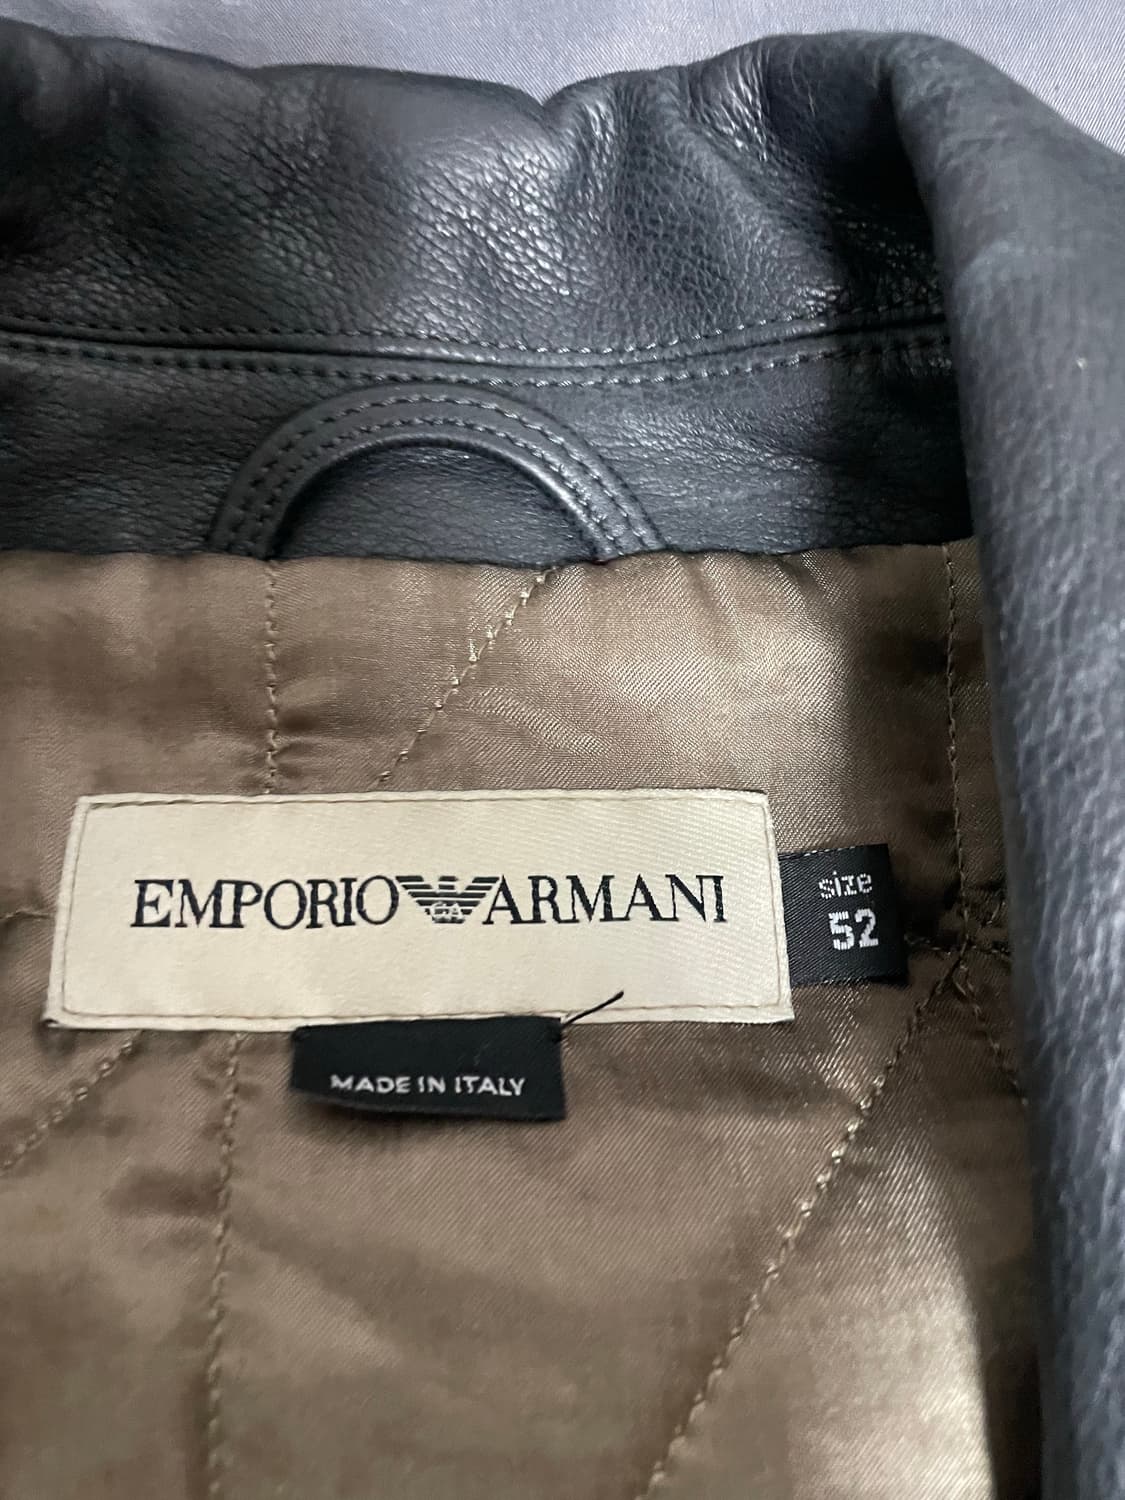 EMPORIO ARMANI
size
52
MADE IN ITALY